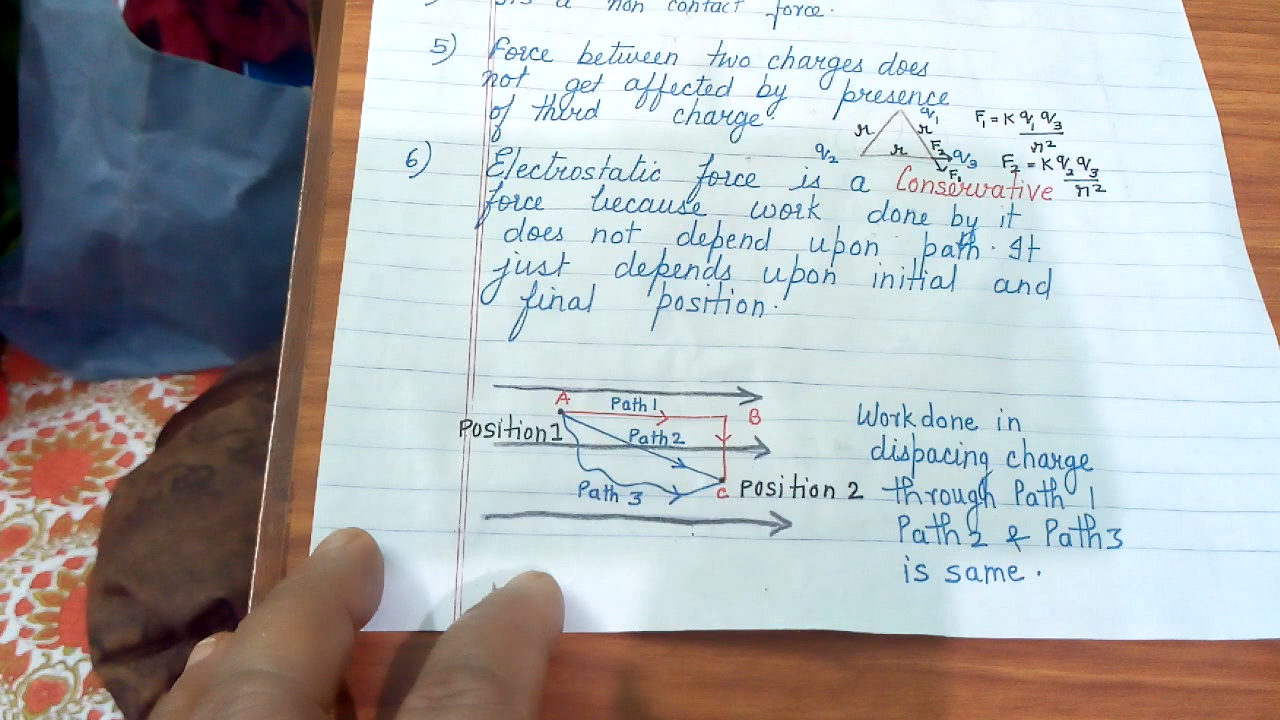 non contact force.
5) Force between two charges does
not get affected by presence
of third charge.
r r r q1 q2 q3 F2 F1
F1 = K q1 q3 / r2
F2 = K q2 q3 / r2
6) Electrostatic force is a Conservative
force because work done by it
does not depend upon path. It
just depends upon initial and
final position.
A Path 1 B
Position 1 Path 2
Path 3 C Position 2
Work done in
dispacing charge
through Path 1
Path 2 & Path 3
is same.